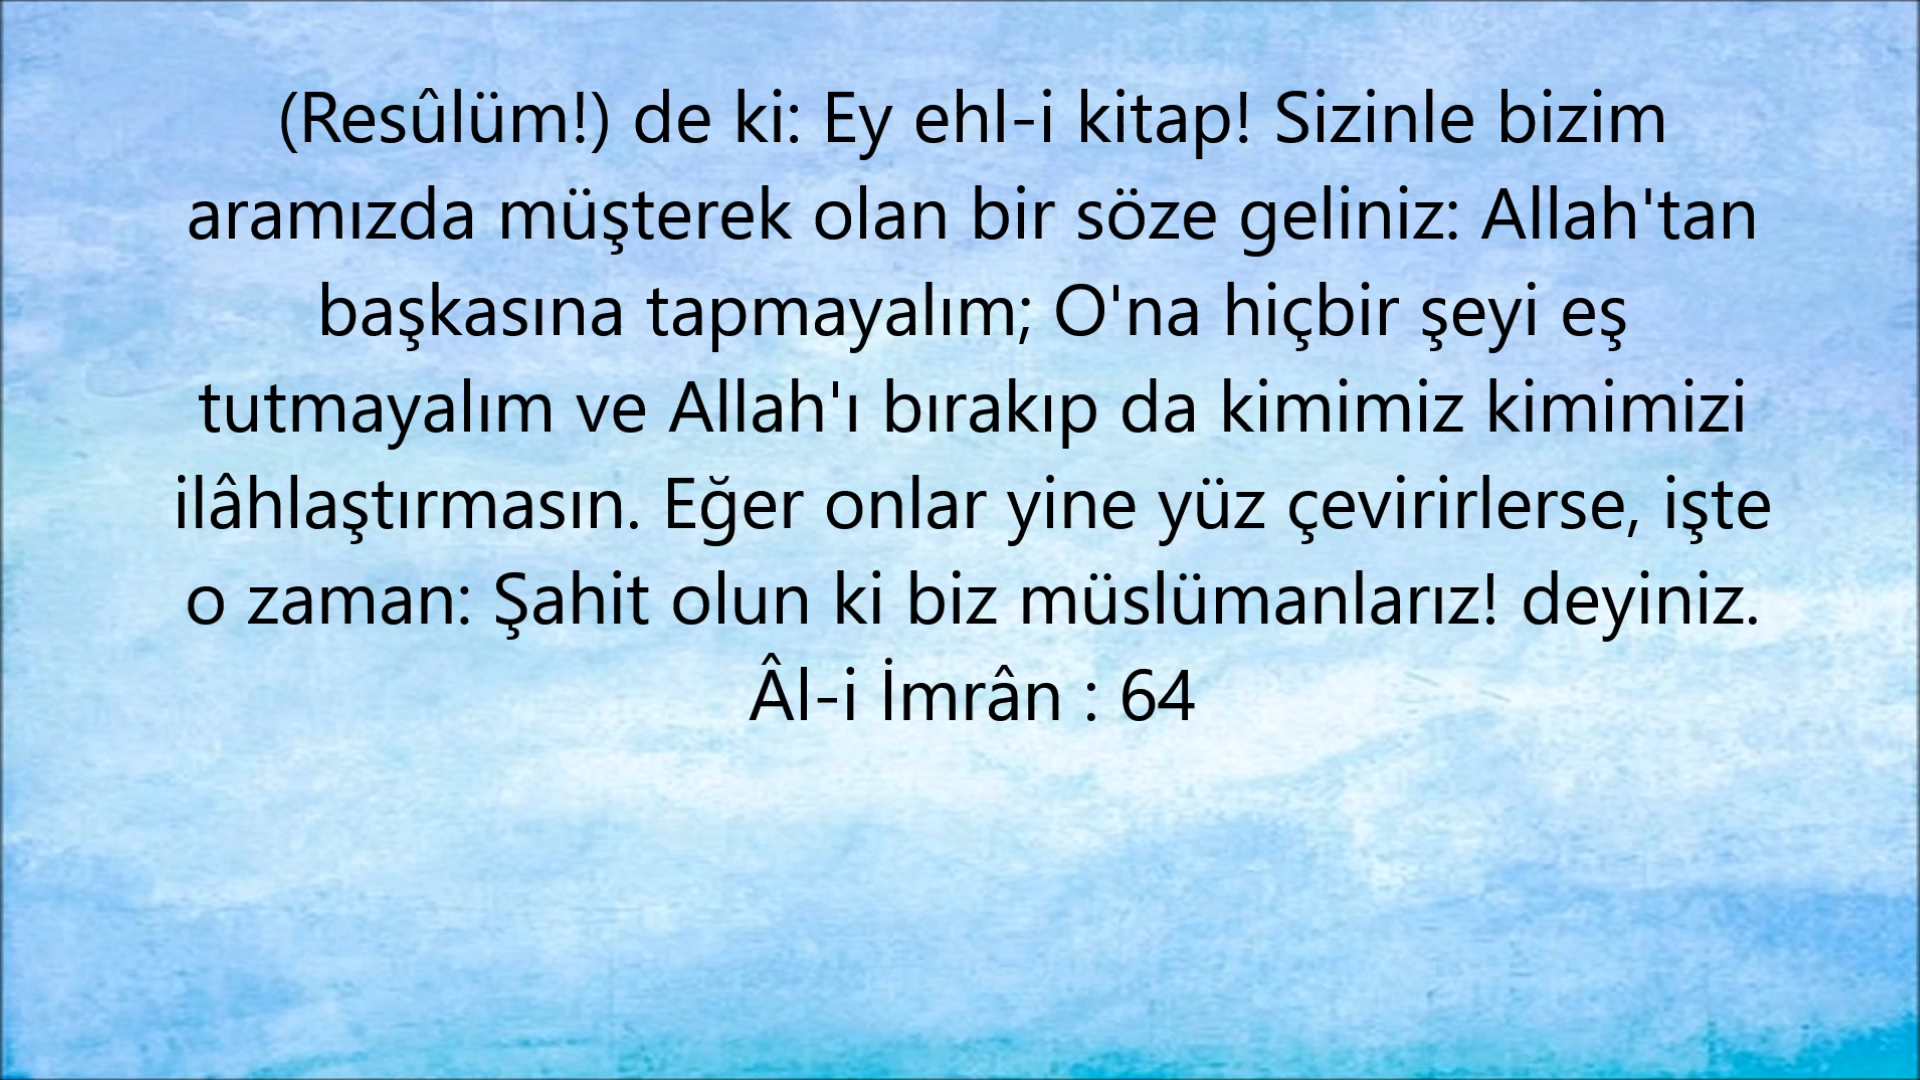 (Resûlüm!) de ki: Ey ehl-i kitap! Sizinle bizim
aramızda müşterek olan bir söze geliniz: Allah'tan
başkasına tapmayalım; O'na hiçbir şeyi eş
tutmayalım ve Allah'ı bırakıp da kimimiz kimimizi
ilâhlaştırmasın. Eğer onlar yine yüz çevirirlerse, işte
o zaman: Şahit olun ki biz müslümanlarız! deyiniz.
Âl-i İmrân : 64